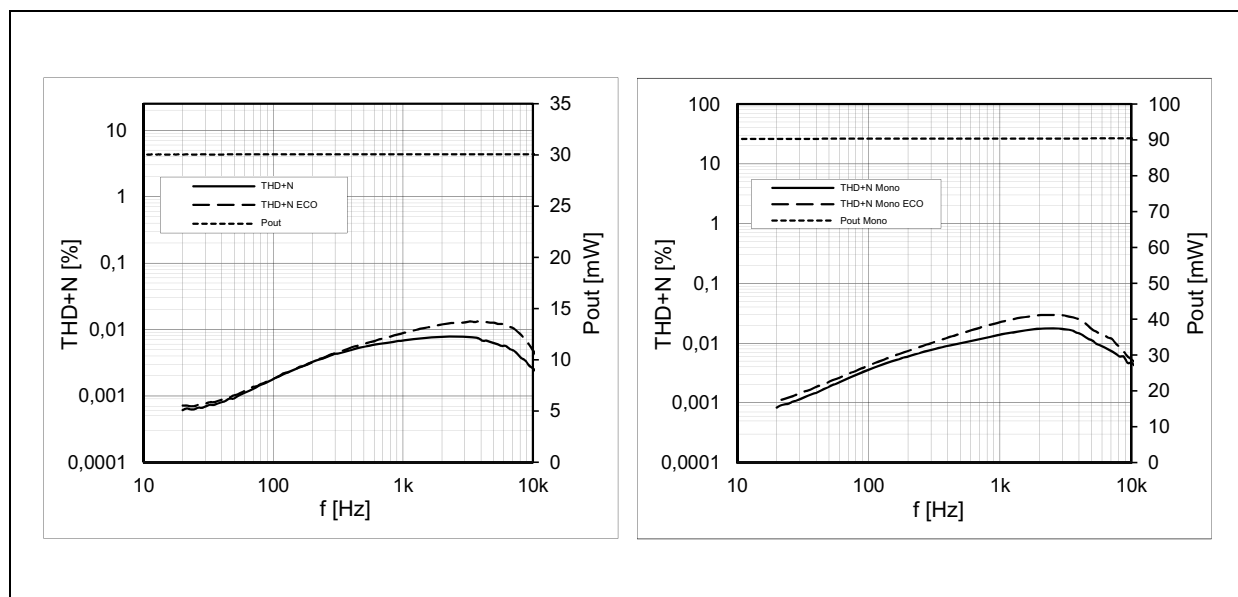 THD+N [%]
10
1
0,1
0,01
0,001
0,0001
THD+N
THD+N ECO
Pout
35
30
25
20
15
10
5
0
Pout [mW]
10
100
1k
10k
f [Hz]
THD+N [%]
100
10
1
0,1
0,01
0,001
0,0001
THD+N Mono
THD+N Mono ECO
Pout Mono
100
90
80
70
60
50
40
30
20
10
0
Pout [mW]
10
100
1k
10k
f [Hz]